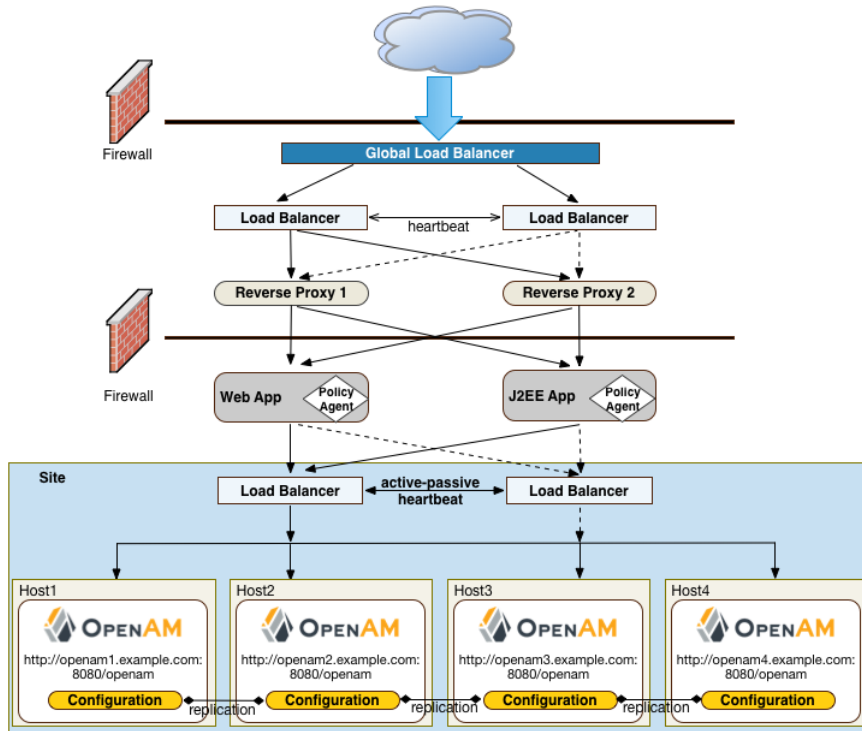 Firewall
Global Load Balancer
Load Balancer
heartbeat
Load Balancer
Reverse Proxy 1
Reverse Proxy 2
Firewall
Web App
Policy
Agent
J2EE App
Policy
Agent
Site
Load Balancer
active-passive
heartbeat
Load Balancer
Host1
OPENAM
http://openam1.example.com:
8080/openam
Configuration
replication
Host2
OPENAM
http://openam2.example.com:
8080/openam
Configuration
replication
Host3
OPENAM
http://openam3.example.com:
8080/openam
Configuration
replication
Host4
OPENAM
http://openam4.example.com:
8080/openam
Configuration